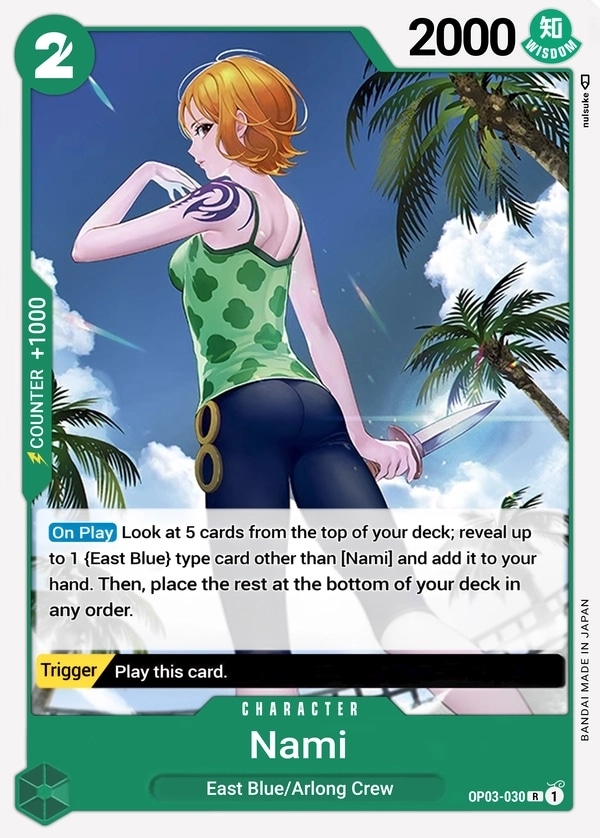 2
2000
知
WISDOM
nulsuke
COUNTER +1000
On Play Look at 5 cards from the top of your deck; reveal up
to 1 {East Blue} type card other than [Nami] and add it to your
hand. Then, place the rest at the bottom of your deck in
any order.
Trigger Play this card.
CHARACTER
Nami
East Blue/Arlong Crew
OP03-030 R 1
BANDAI MADE IN JAPAN